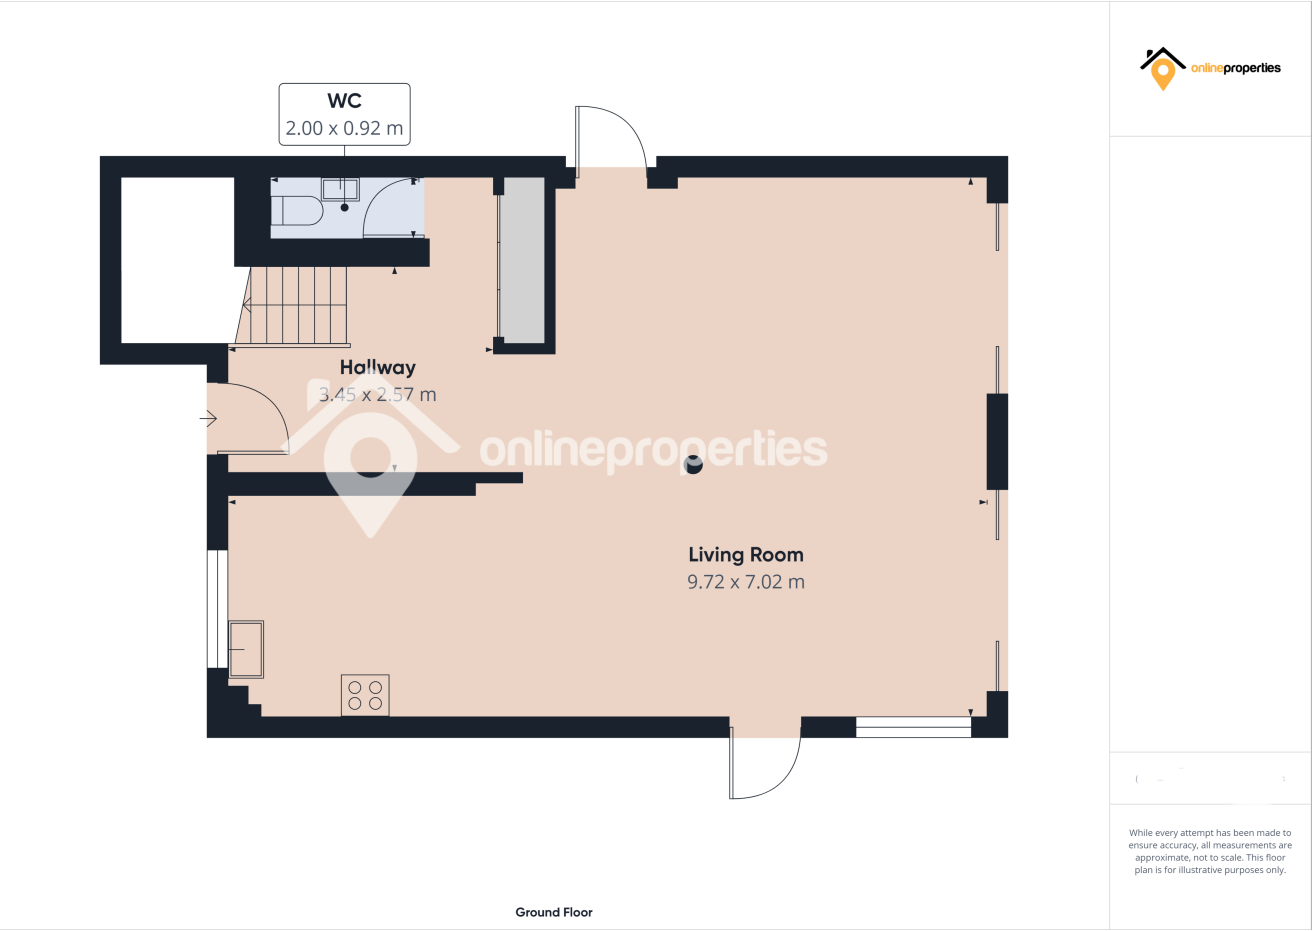 WC
2.00 x 0.92 m
onlineproperties
Hallway
3.45 x 2.57 m
onlineproperties
Living Room
9.72 x 7.02 m
While every attempt has been made to
ensure accuracy, all measurements are
approximate, not to scale. This floor
plan is for illustrative purposes only.
Ground Floor